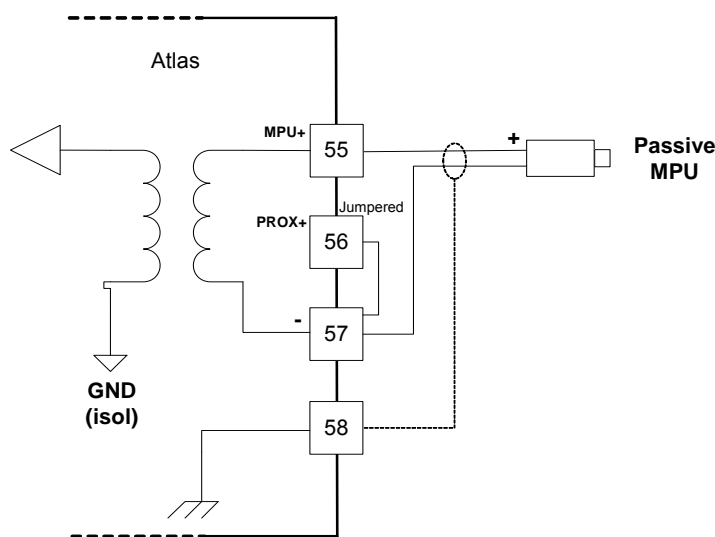 Atlas
MPU+
55
+
Passive
MPU
Jumpered
PROX+
56
-
57
GND
(isol)
58